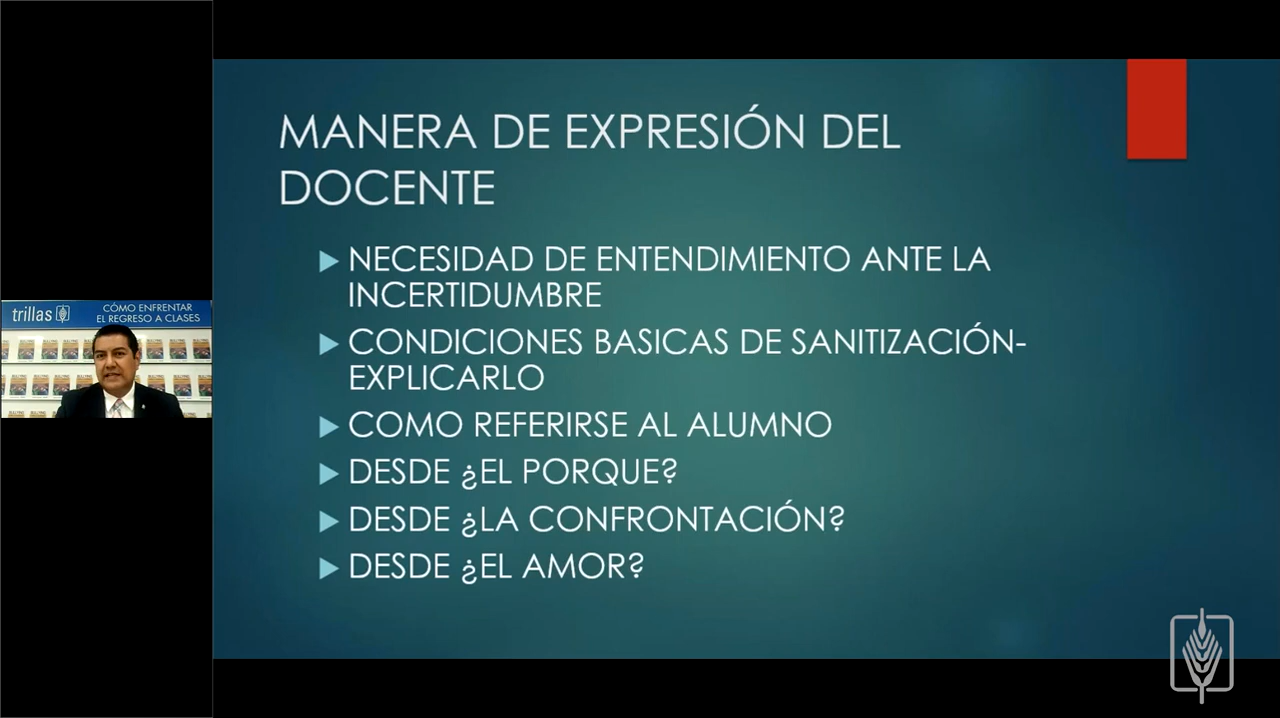 trillas
CÓMO ENFRENTAR
EL REGRESO A CLASES
MANERA DE EXPRESIÓN DEL
DOCENTE
NECESIDAD DE ENTENDIMIENTO ANTE LA
INCERTIDUMBRE
CONDICIONES BASICAS DE SANITIZACIÓN-
EXPLICARLO
COMO REFERIRSE AL ALUMNO
DESDE ¿EL PORQUE?
DESDE ¿LA CONFRONTACIÓN?
DESDE ¿EL AMOR?